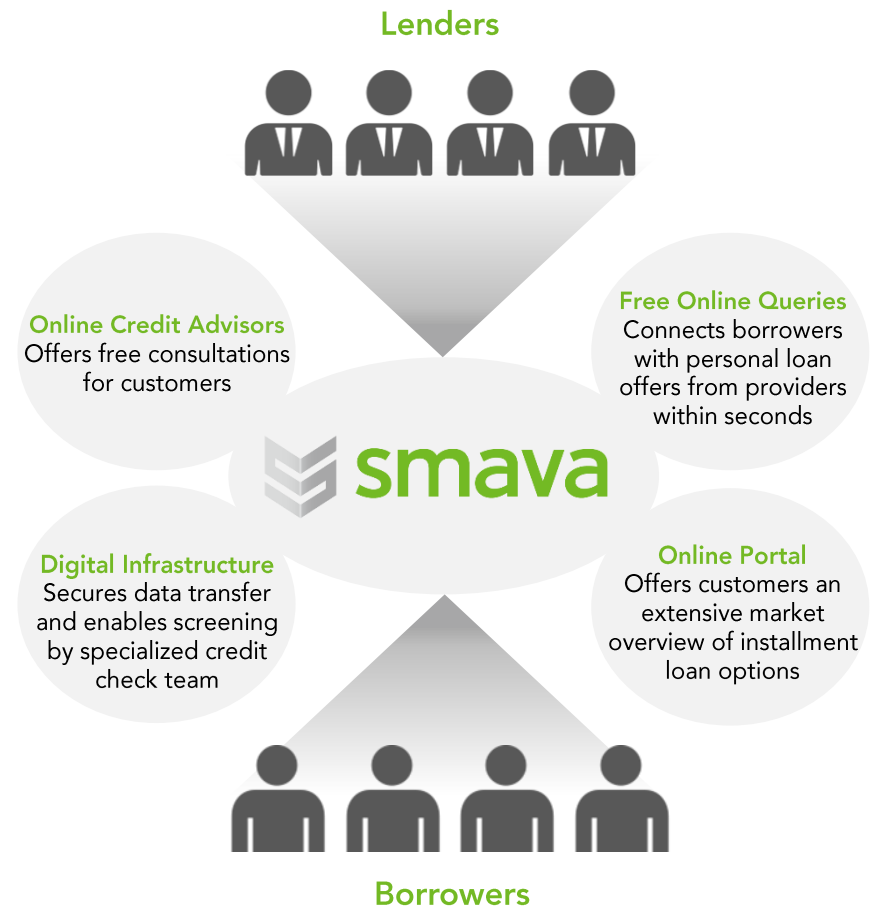 Lenders
Online Credit Advisors
Offers free consultations
for customers
Free Online Queries
Connects borrowers
with personal loan
offers from providers
within seconds
smava
Digital Infrastructure
Secures data transfer
and enables screening
by specialized credit
check team
Online Portal
Offers customers an
extensive market
overview of installment
loan options
Borrowers